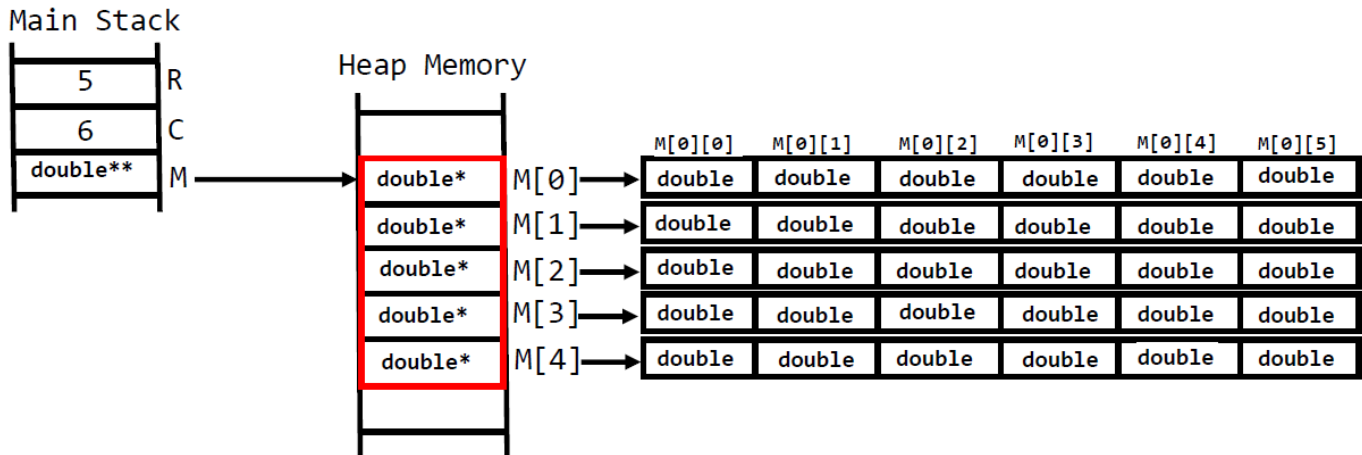 Main Stack
5 R
6 C
double** M
Heap Memory
M[0][0] M[0][1] M[0][2] M[0][3] M[0][4] M[0][5]
double* M[0] double double double double double double
double* M[1] double double double double double double
double* M[2] double double double double double double
double* M[3] double double double double double double
double* M[4] double double double double double double